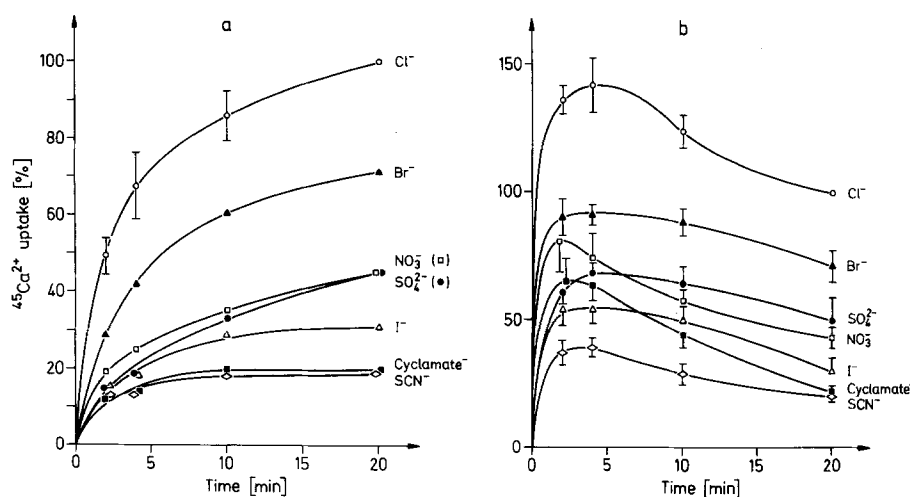 a
100
80
60
40
20
0
⁴⁵Ca²⁺ uptake [%]
0 5 10 15 20
Time [min]
Cl⁻
Br⁻
NO₃⁻ (□)
SO₄²⁻ (●)
I⁻
Cyclamate⁻
SCN⁻
b
150
100
50
0
0 5 10 15 20
Time [min]
Cl⁻
Br⁻
SO₄²⁻
NO₃⁻
I⁻
Cyclamate⁻
SCN⁻